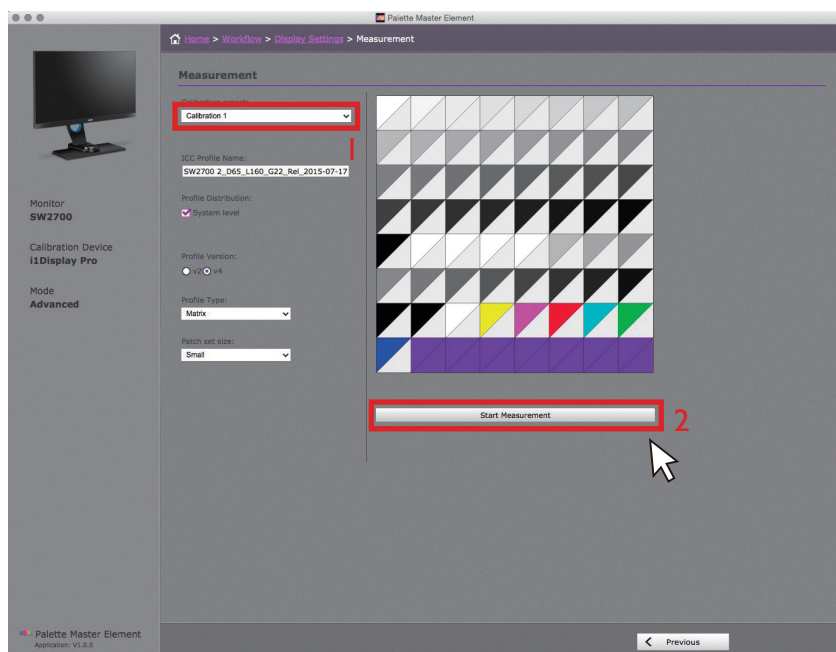 Palette Master Element
Home > Workflow > Display Settings > Measurement
Measurement
Calibration 1
1
ICC Profile Name:
SW2700 2_D65_L160_G22_Rel_2015-07-17
Profile Distribution:
System level
Profile Version:
v2 v4
Profile Type:
Matrix
Patch set size:
Small
Start Measurement
2
Monitor
SW2700
Calibration Device
i1Display Pro
Mode
Advanced
Palette Master Element
Application: V1.0.0
Previous